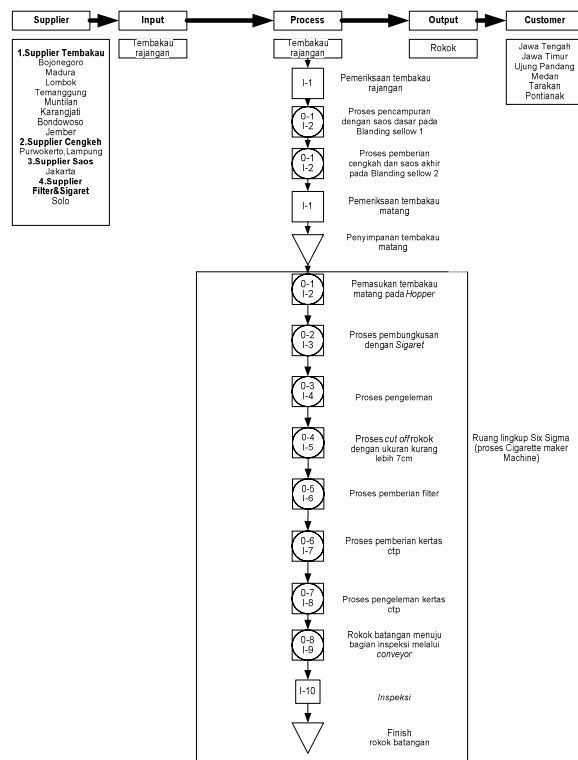 Supplier
Input
Process
Output
Customer
1.Supplier Tembakau
Bojonegoro
Madura
Lombok
Temanggung
Muntilan
Karangjati
Bondowoso
Jember
2.Supplier Cengkeh
Purwokerto,Lampung
3.Supplier Saos
Jakarta
4.Supplier
Filter&Sigaret
Solo
Tembakau
rajangan
Tembakau
rajangan
Rokok
Jawa Tengah
Jawa Timur
Ujung Pandang
Medan
Tarakan
Pontianak
I-1
Pemeriksaan tembakau
rajangan
0-1
I-2
Proses pencampuran
dengan saos dasar pada
Blanding sellow 1
0-1
I-2
Proses pemberian
cengkah dan saos akhir
pada Blanding sellow 2
I-1
Pemeriksaan tembakau
matang
Penyimpanan tembakau
matang
0-1
I-2
Pemasukan tembakau
matang pada Hopper
0-2
I-3
Proses pembungkusan
dengan Sigaret
0-3
I-4
Proses pengeleman
0-4
I-5
Proses cut off rokok
dengan ukuran kurang
lebih 7cm
Ruang lingkup Six Sigma
(proses Cigarette maker
Machine)
0-5
I-6
Proses pemberian filter
0-6
I-7
Proses pemberian kertas
ctp
0-7
I-8
Proses pengeleman kertas
ctp
0-8
I-9
Rokok batangan menuju
bagian inspeksi melalui
conveyor
I-10
Inspeksi
Finish
rokok batangan